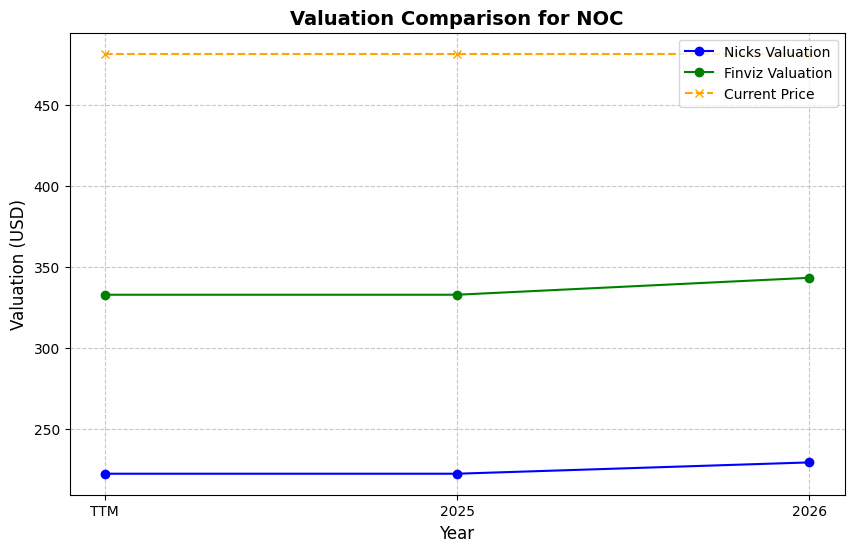 Valuation Comparison for NOC
Nicks Valuation
Finviz Valuation
Current Price
Valuation (USD)
450
400
350
300
250
TTM
2025
2026
Year